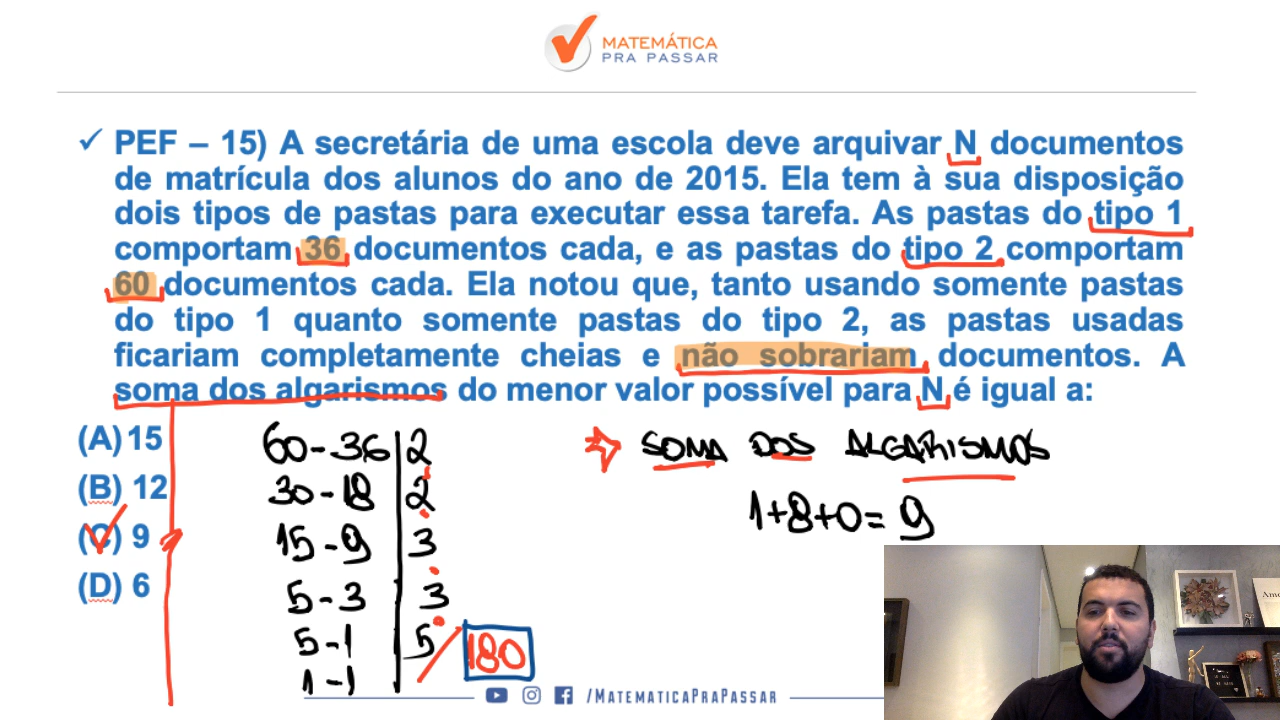 MATEMÁTICA
PRA PASSAR
✓ PEF – 15) A secretária de uma escola deve arquivar N documentos
de matrícula dos alunos do ano de 2015. Ela tem à sua disposição
dois tipos de pastas para executar essa tarefa. As pastas do tipo 1
comportam 36 documentos cada, e as pastas do tipo 2 comportam
60 documentos cada. Ela notou que, tanto usando somente pastas
do tipo 1 quanto somente pastas do tipo 2, as pastas usadas
ficariam completamente cheias e não sobrariam documentos. A
soma dos algarismos do menor valor possível para N é igual a:
(A) 15
(B) 12
(C) 9
(D) 6
60-36 | 2
30-18 | 2
15-9 | 3
5-3 | 3
5-1 | 5
1-1
180
SOMA DOS ALGARISMOS
1+8+0=9
/MATEMATICAPRAPASSAR